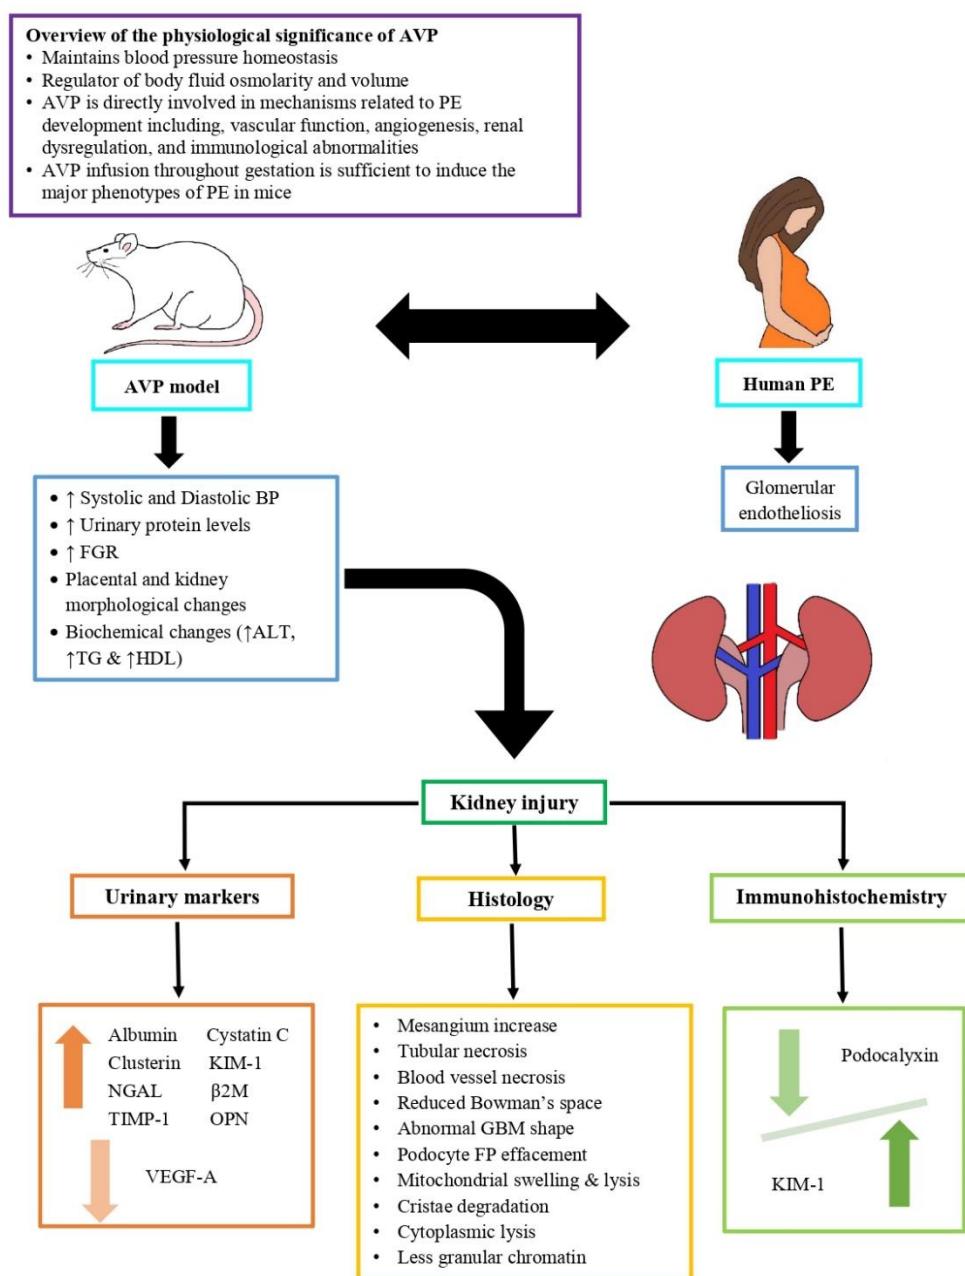 Overview of the physiological significance of AVP
• Maintains blood pressure homeostasis
• Regulator of body fluid osmolarity and volume
• AVP is directly involved in mechanisms related to PE
development including, vascular function, angiogenesis, renal
dysregulation, and immunological abnormalities
• AVP infusion throughout gestation is sufficient to induce the
major phenotypes of PE in mice
AVP model
Human PE
• ↑ Systolic and Diastolic BP
• ↑ Urinary protein levels
• ↑ FGR
• Placental and kidney
morphological changes
• Biochemical changes (↑ALT,
↑TG & ↑HDL)
Glomerular
endotheliosis
Kidney injury
Urinary markers
Albumin Cystatin C
Clusterin KIM-1
NGAL β2M
TIMP-1 OPN
VEGF-A
Histology
• Mesangium increase
• Tubular necrosis
• Blood vessel necrosis
• Reduced Bowman’s space
• Abnormal GBM shape
• Podocyte FP effacement
• Mitochondrial swelling & lysis
• Cristae degradation
• Cytoplasmic lysis
• Less granular chromatin
Immunohistochemistry
Podocalyxin
KIM-1